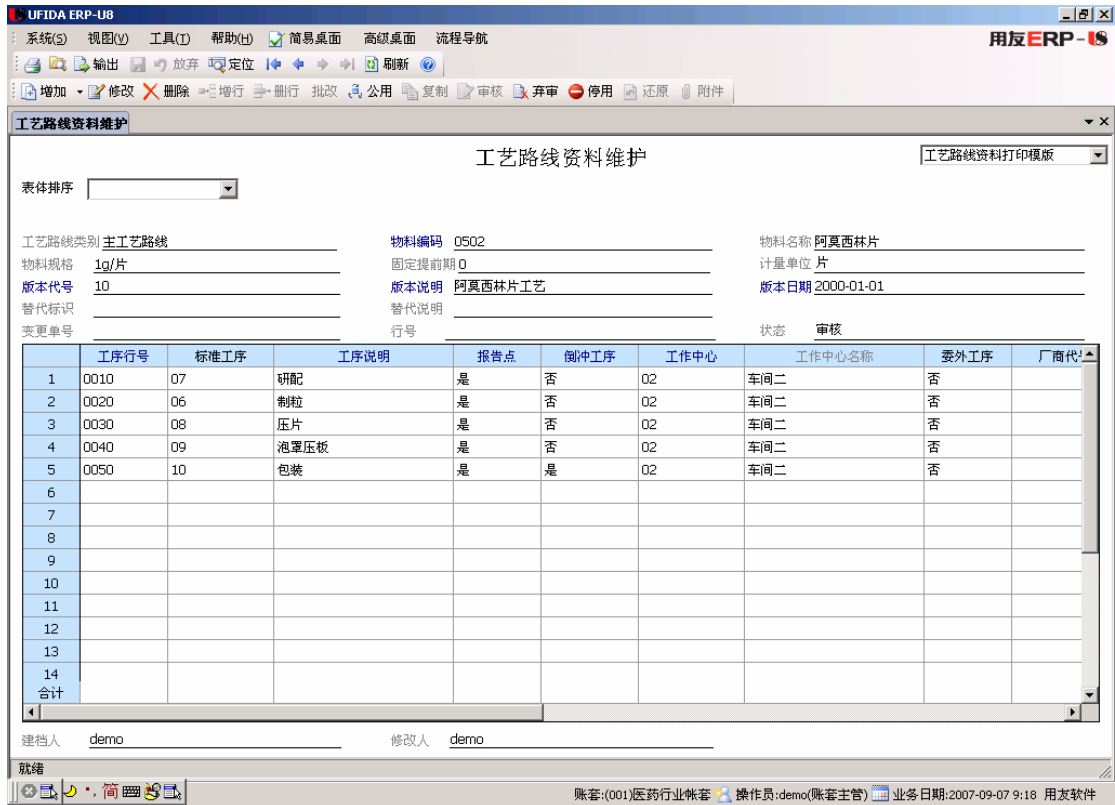 UFIDA ERP-U8
系统(S) 视图(V) 工具(T) 帮助(H) 简易桌面 高级桌面 流程导航 用友ERP-U8
输出 放弃 定位 刷新
增加 修改 删除 增行 删行 批改 公用 复制 审核 弃审 停用 还原 附件
工艺路线资料维护
工艺路线资料维护 工艺路线资料打印模版
表体排序
工艺路线类别 主工艺路线 物料编码 0502 物料名称 阿莫西林片
物料规格 1g/片 固定提前期 0 计量单位 片
版本代号 10 版本说明 阿莫西林片工艺 版本日期 2000-01-01
替代标识 替代说明
变更单号 行号 状态 审核
工序行号 标准工序 工序说明 报告点 倒冲工序 工作中心 工作中心名称 委外工序 厂商代
1 0010 07 研配 是 否 02 车间二 否
2 0020 06 制粒 是 否 02 车间二 否
3 0030 08 压片 是 否 02 车间二 否
4 0040 09 泡罩压板 是 否 02 车间二 否
5 0050 10 包装 是 是 02 车间二 否
6
7
8
9
10
11
12
13
14
合计
建档人 demo 修改人 demo
就绪
简 账套:(001)医药行业帐套 操作员:demo(账套主管) 业务日期:2007-09-07 9:18 用友软件